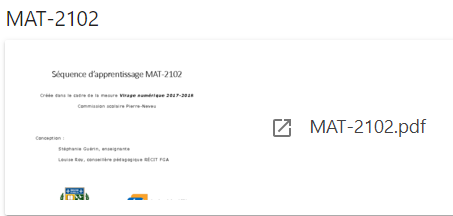 MAT-2102
Séquence d'apprentissage MAT-2102
Créée dans le cadre de la mesure Virage numérique 2017-2018
Commission scolaire Pierre-Neveu
Conception :
Stéphanie Guérin, enseignante
Louise Roy, conseillère pédagogique RÉCIT FGA
MAT-2102.pdf